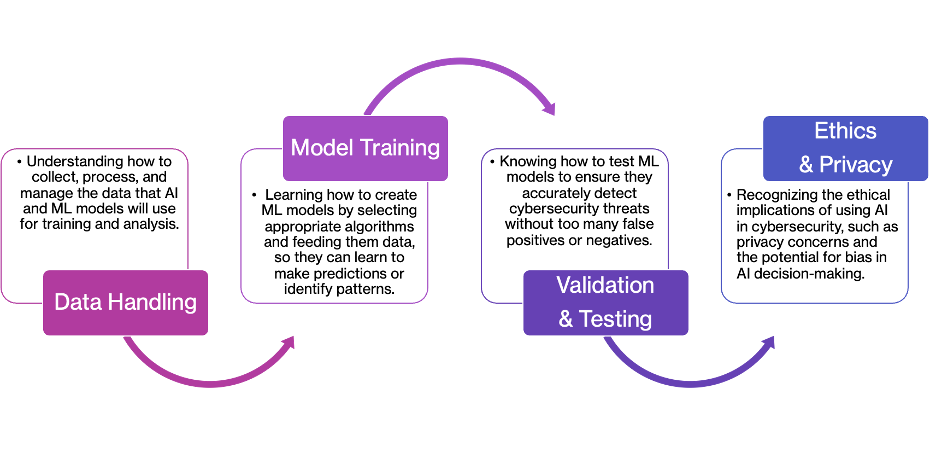 • Understanding how to
collect, process, and
manage the data that AI
and ML models will use
for training and analysis.
Data Handling
Model Training
• Learning how to create
ML models by selecting
appropriate algorithms
and feeding them data,
so they can learn to
make predictions or
identify patterns.
• Knowing how to test ML
models to ensure they
accurately detect
cybersecurity threats
without too many false
positives or negatives.
Validation
& Testing
Ethics
& Privacy
• Recognizing the ethical
implications of using AI
in cybersecurity, such as
privacy concerns and
the potential for bias in
AI decision-making.